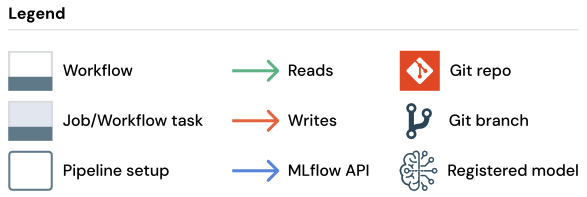 Legend
Workflow
Reads
Git repo
Job/Workflow task
Writes
Git branch
Pipeline setup
MLflow API
Registered model